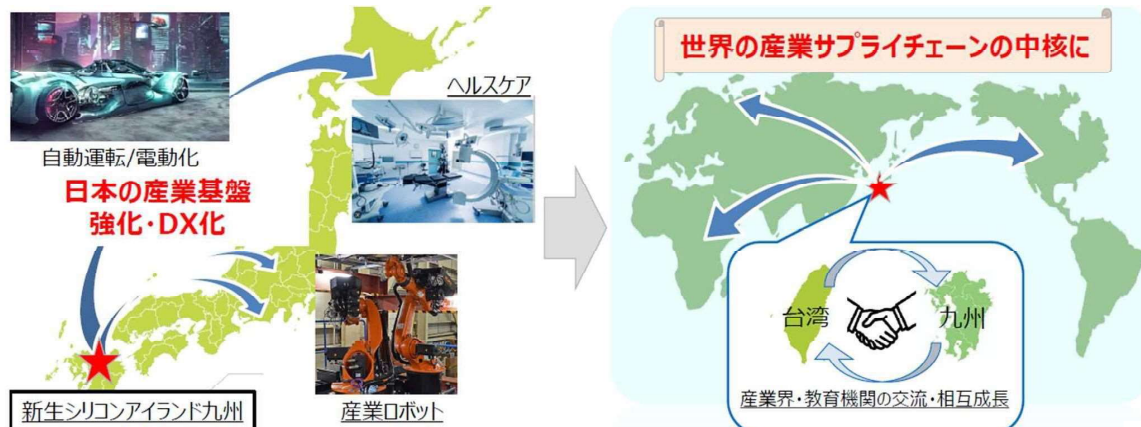 自動運転/電動化
日本の産業基盤
強化・DX化
ヘルスケア
新生シリコンアイランド九州
産業ロボット
世界の産業サプライチェーンの中核に
台湾
九州
産業界・教育機関の交流・相互成長